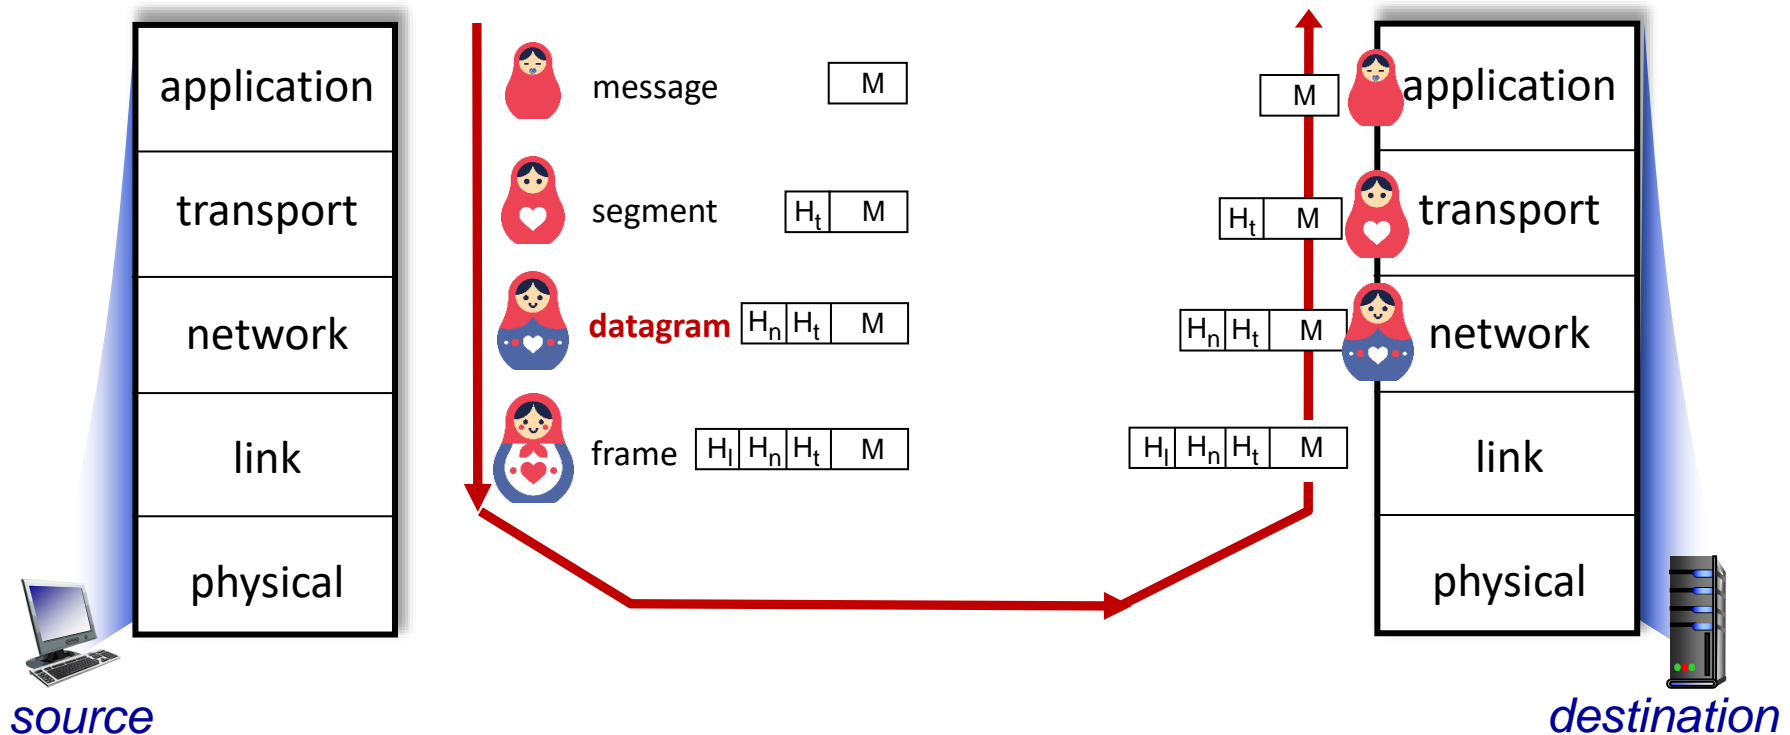 application
transport
network
link
physical
source
message M
segment Ht M
datagram Hn Ht M
frame Hl Hn Ht M
M
Ht M
Hn Ht M
Hl Hn Ht M
application
transport
network
link
physical
destination